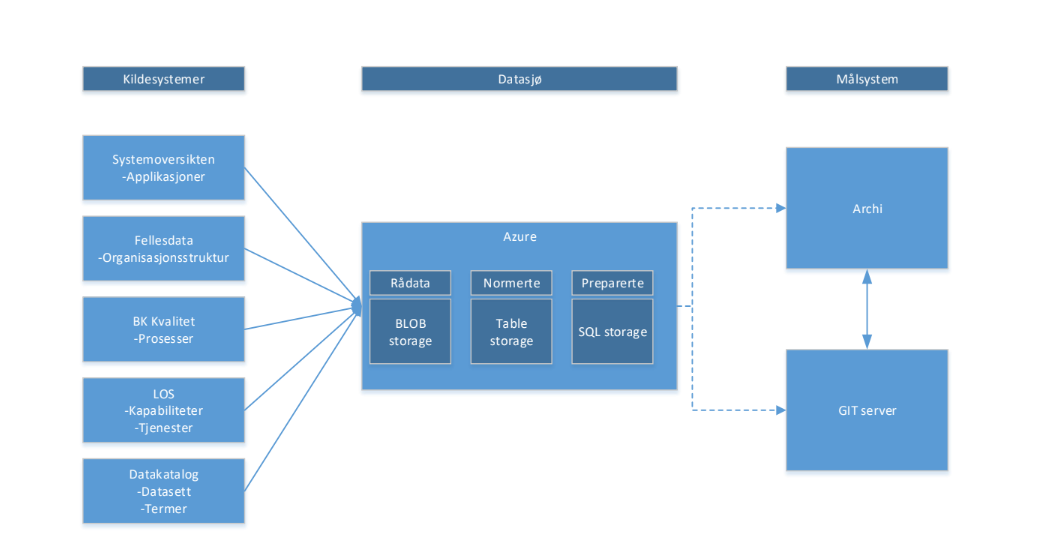 Kildesystemer
Datasjø
Målsystem
Systemoversikten
-Applikasjoner
Fellesdata
-Organisasjonsstruktur
BK Kvalitet
-Prosesser
LOS
-Kapabiliteter
-Tjenester
Datakatalog
-Datasett
-Termer
Azure
Rådata
Normerte
Preparerte
BLOB
storage
Table
storage
SQL storage
Archi
GIT server